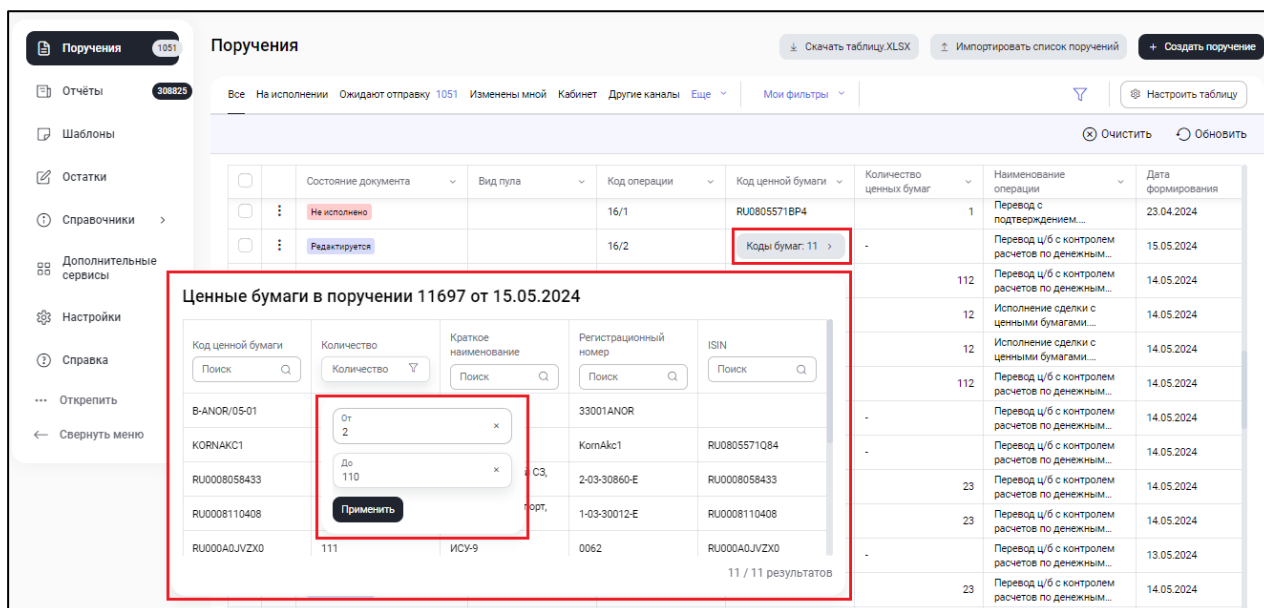 Поручения 1051
Отчёты 308825
Шаблоны
Остатки
Справочники
Дополнительные
сервисы
Настройки
Справка
Открепить
Свернуть меню
Поручения
Скачать таблицу.XLSX
Импортировать список поручений
+ Создать поручение
Все На исполнении Ожидают отправку 1051 Изменены мной Кабинет Другие каналы Еще Мои фильтры
Настроить таблицу
Очистить Обновить
Состояние документа Вид пула Код операции Код ценной бумаги Количество ценных бумаг Наименование операции Дата формирования
Не исполнено 16/1 RU0805571BP4 1 Перевод с подтверждением.... 23.04.2024
Редактируется 16/2 Коды бумаг: 11 - Перевод ц/б с контролем расчетов по денежным... 15.05.2024
112 Перевод ц/б с контролем расчетов по денежным... 14.05.2024
12 Исполнение сделки с ценными бумагами.... 14.05.2024
12 Исполнение сделки с ценными бумагами.... 14.05.2024
112 Перевод ц/б с контролем расчетов по денежным... 14.05.2024
- Перевод ц/б с контролем расчетов по денежным... 14.05.2024
- Перевод ц/б с контролем расчетов по денежным... 14.05.2024
23 Перевод ц/б с контролем расчетов по денежным... 14.05.2024
23 Перевод ц/б с контролем расчетов по денежным... 14.05.2024
- Перевод ц/б с контролем расчетов по денежным... 13.05.2024
23 Перевод ц/б с контролем расчетов по денежным... 14.05.2024
Ценные бумаги в поручении 11697 от 15.05.2024
Код ценной бумаги Количество Краткое наименование Регистрационный номер ISIN
Поиск Количество Поиск Поиск Поиск
B-ANOR/05-01 33001ANOR
KORNAKC1 KornAkc1 RU0805571Q84
RU0008058433 СЗ, 2-03-30860-E RU0008058433
RU0008110408 1-03-30012-E RU0008110408
RU000A0JVZX0 111 ИСУ-9 0062 RU000A0JVZX0
От
2
До
110
Применить
11 / 11 результатов